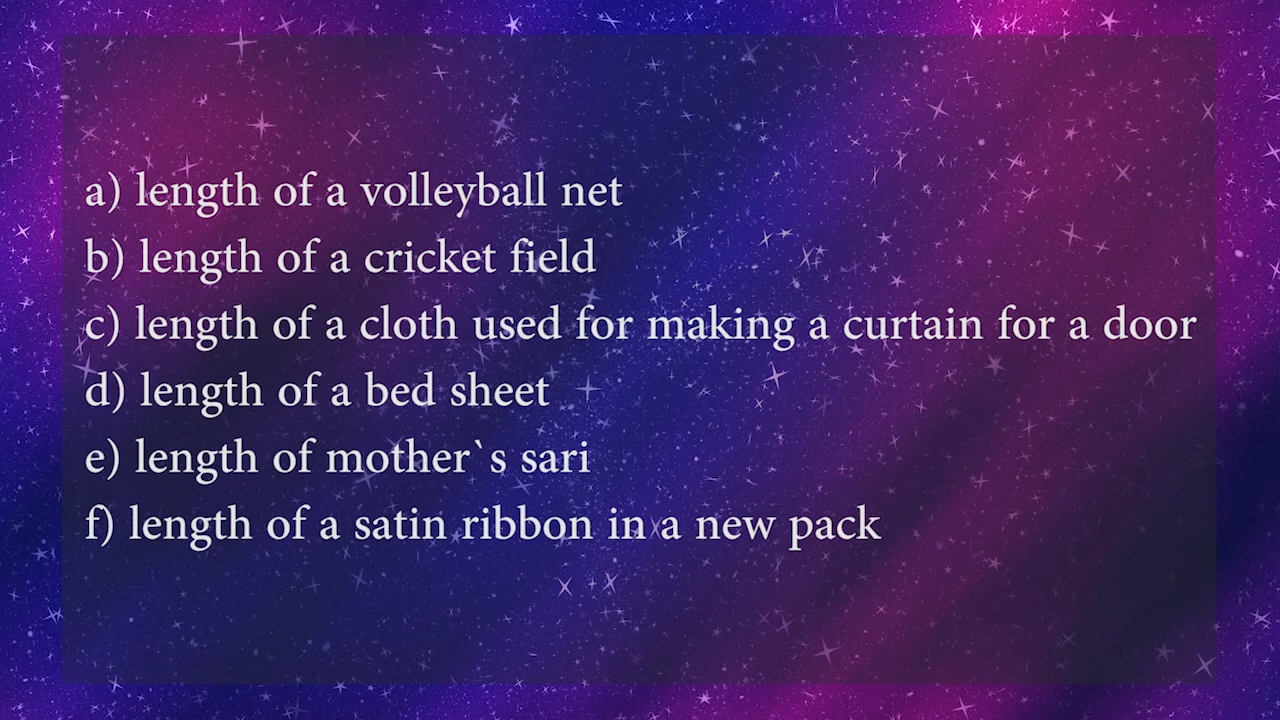 a) length of a volleyball net
b) length of a cricket field
c) length of a cloth used for making a curtain for a door
d) length of a bed sheet
e) length of mother`s sari
f) length of a satin ribbon in a new pack